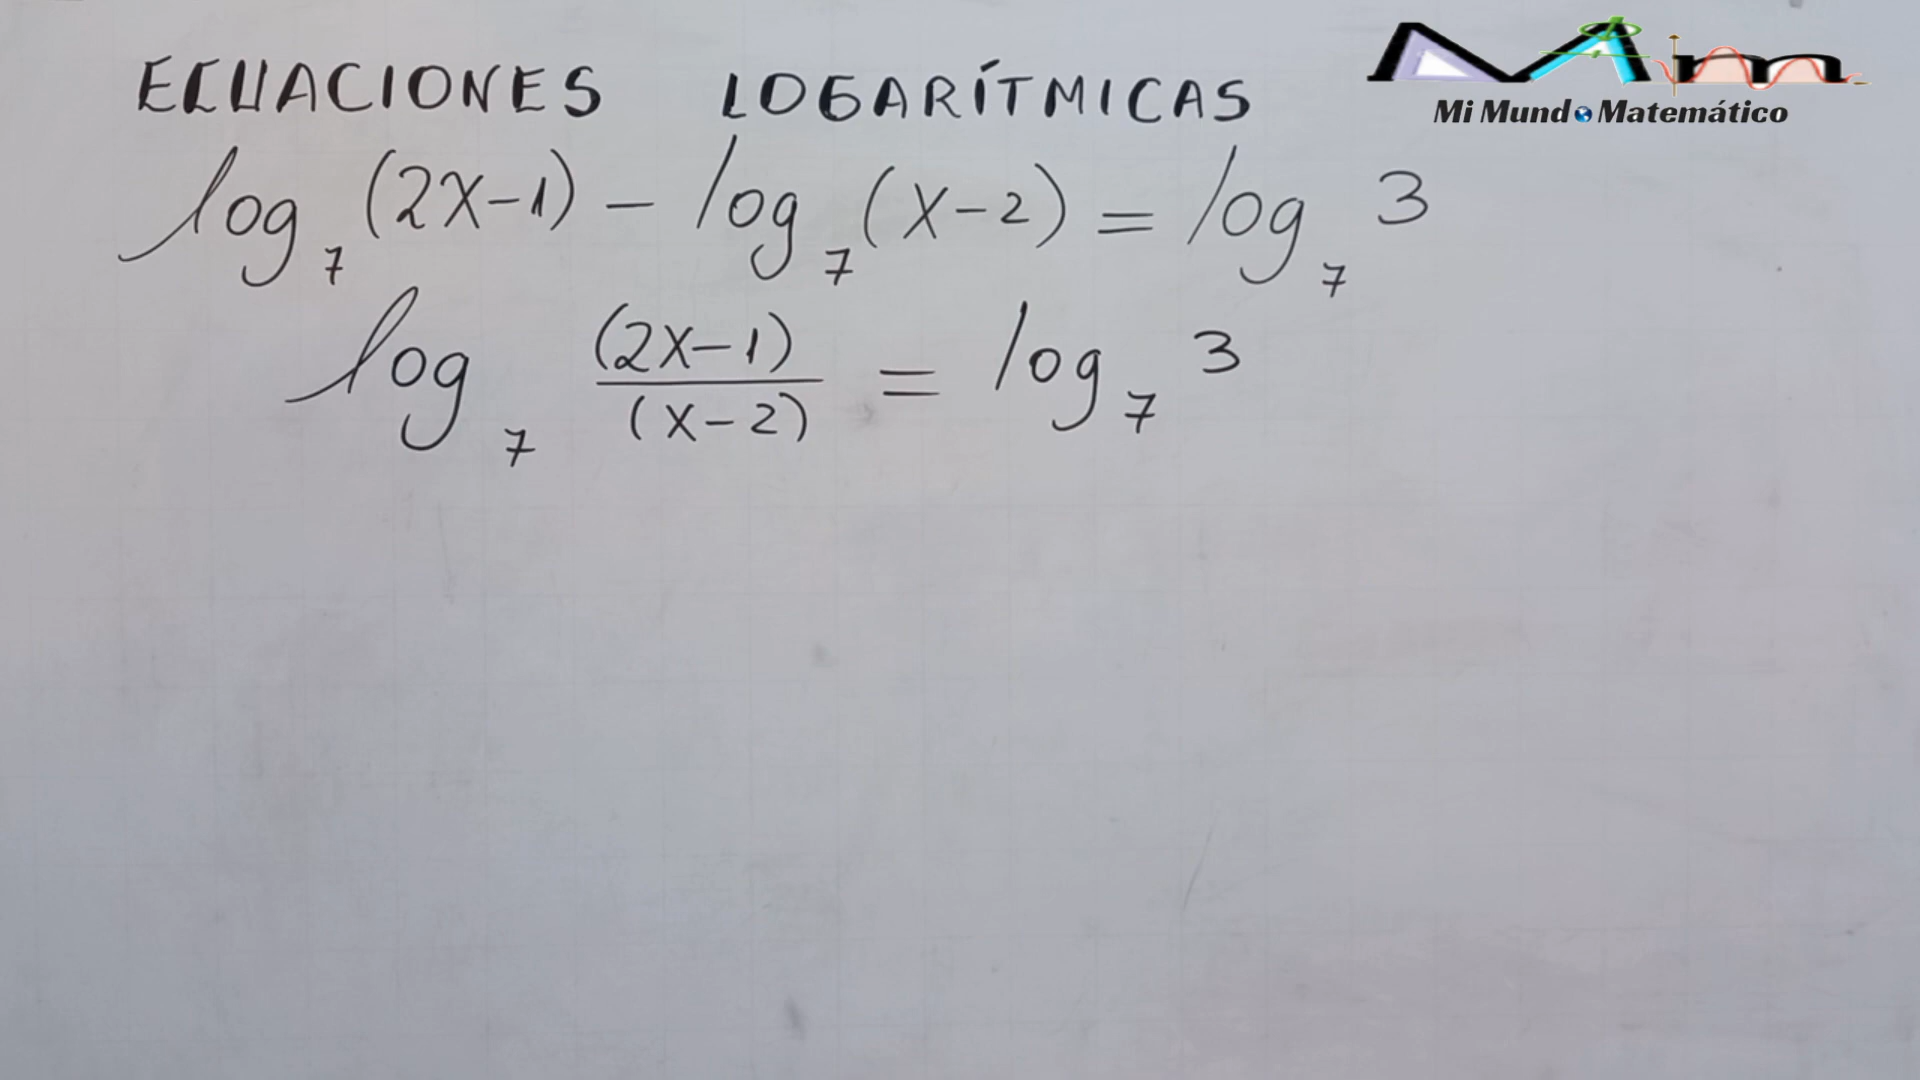 ECUACIONES LOGARÍTMICAS
Mi Mundo Matemático
log₇ (2x-1) - log₇ (x-2) = log₇ 3
log₇ (2x-1)/(x-2) = log₇ 3